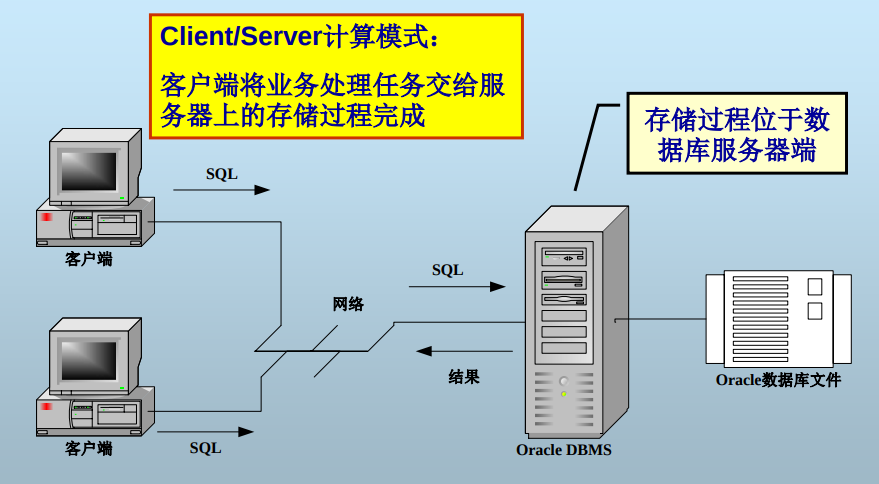 Client/Server计算模式：
客户端将业务处理任务交给服
务器上的存储过程完成
存储过程位于数
据库服务器端
SQL
客户端
SQL
网络
结果
Oracle数据库文件
客户端
SQL
Oracle DBMS